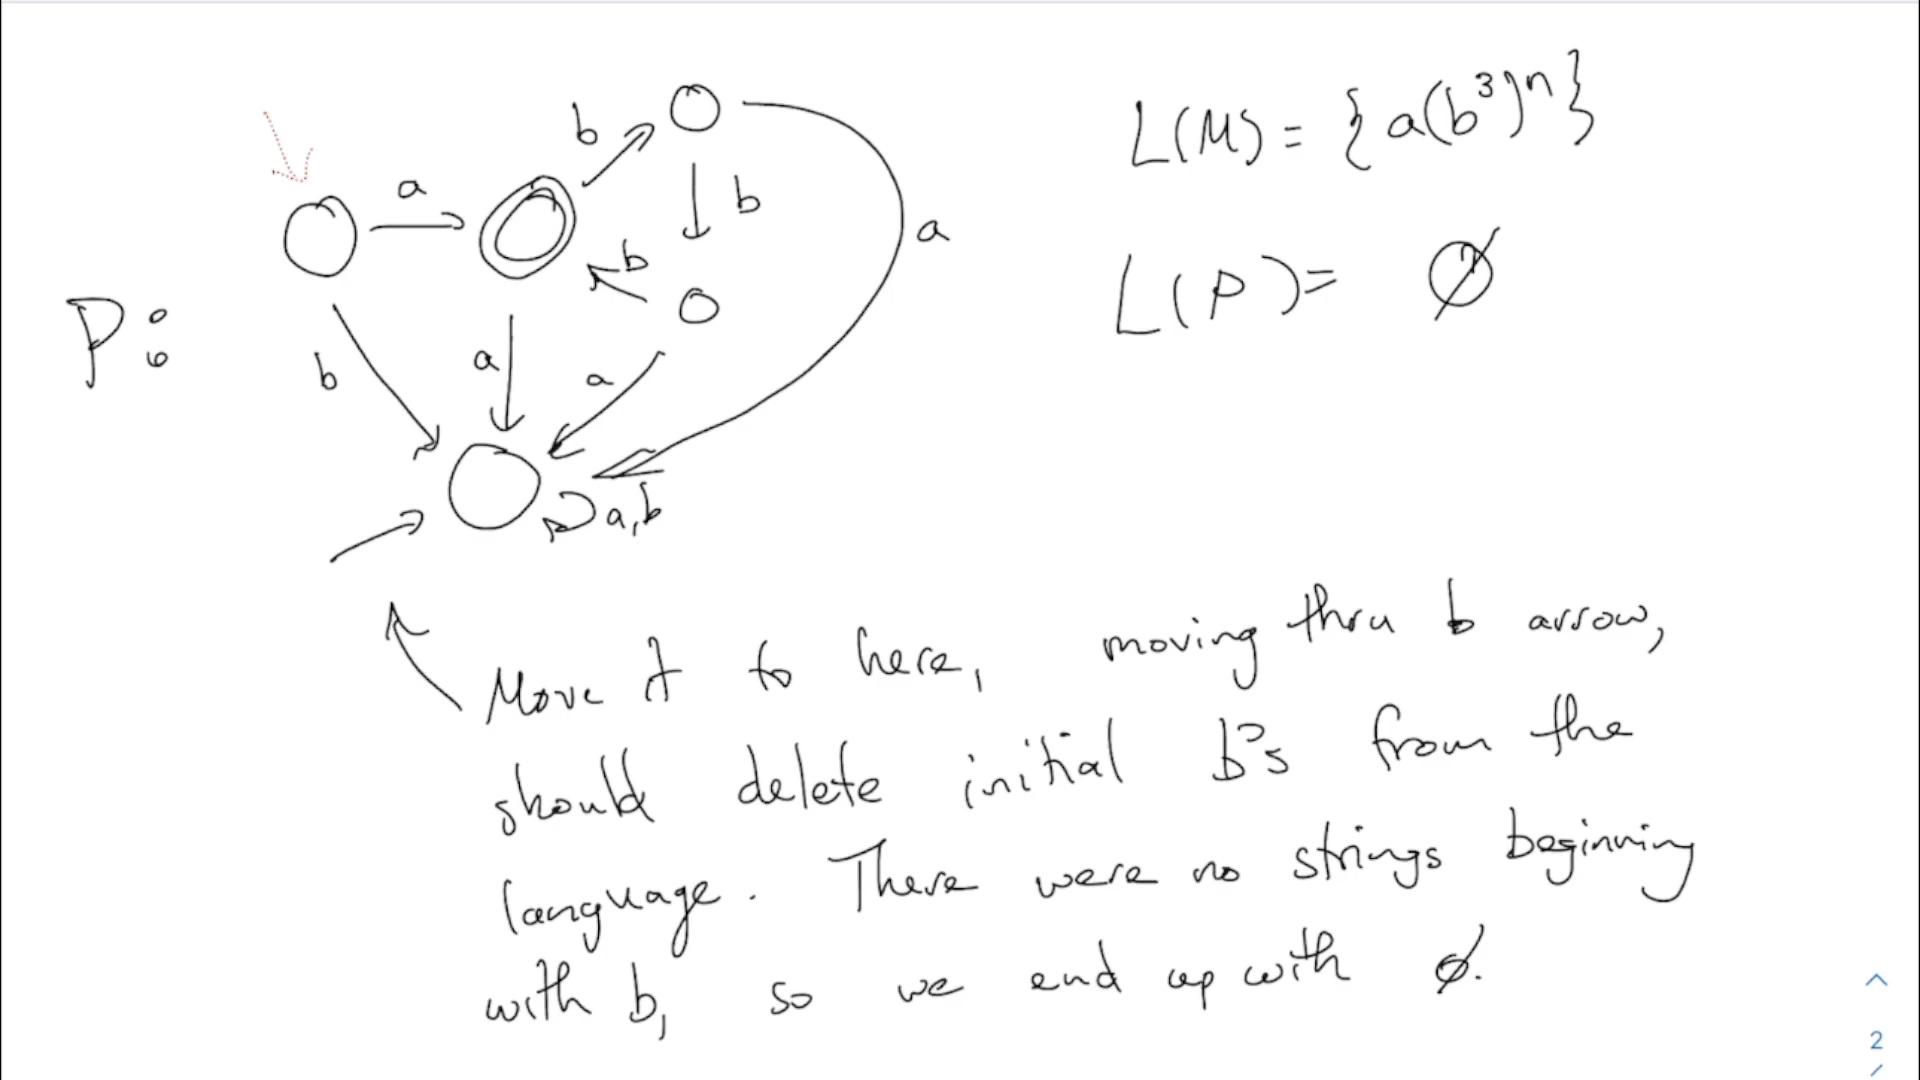 L(M) = { a(b³)ⁿ}
L(P) = ∅
P:
a
b
b
b
a
b
a
a
a,b
Move it to here, moving thru b arrow,
should delete initial b's from the
language. There were no strings beginning
with b, so we end up with ∅.
2